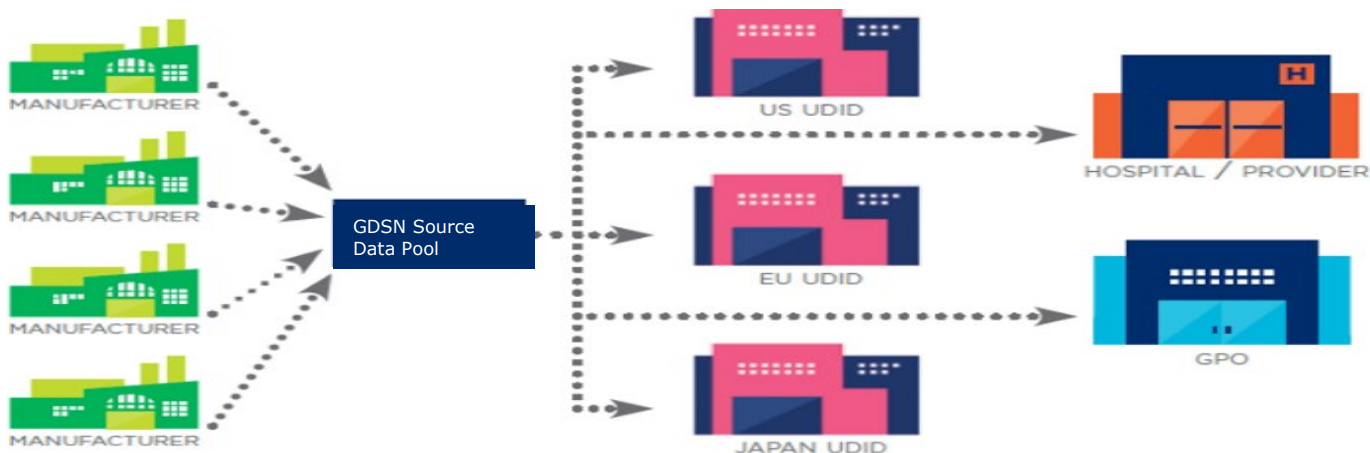 MANUFACTURER
MANUFACTURER
MANUFACTURER
MANUFACTURER
GDSN Source
Data Pool
US UDID
EU UDID
JAPAN UDID
H
HOSPITAL / PROVIDER
GPO